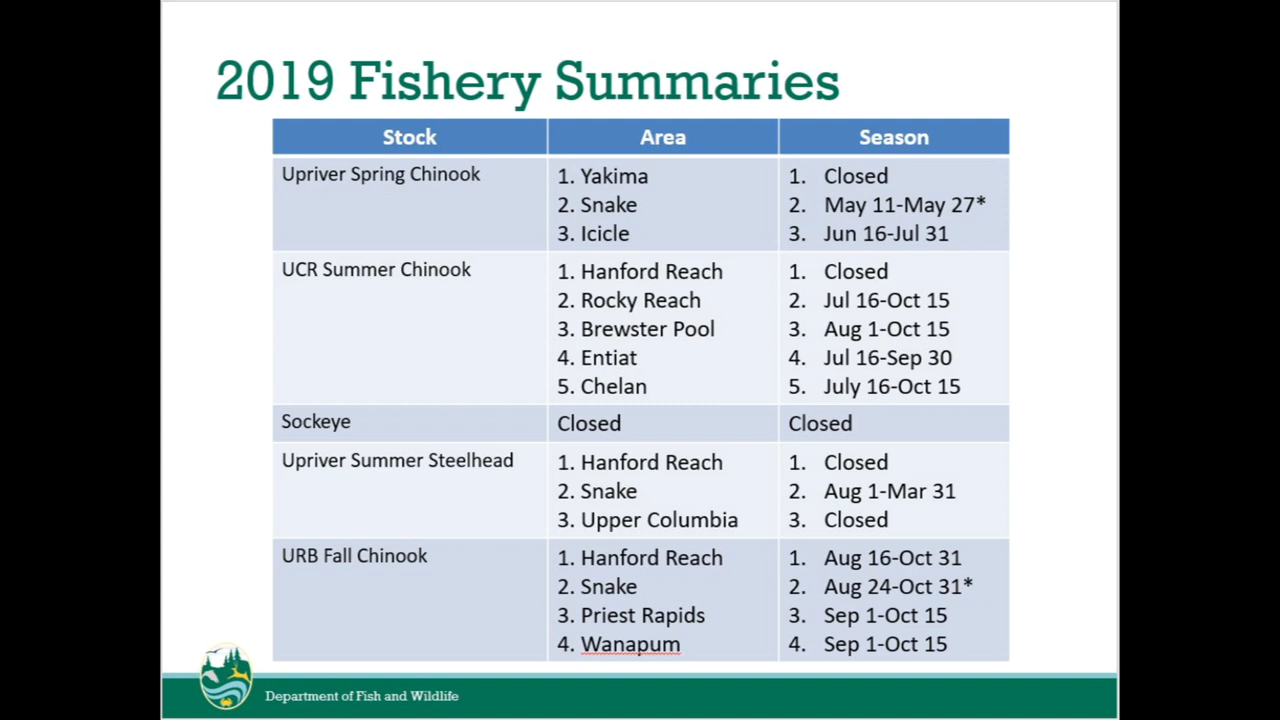 2019 Fishery Summaries
Stock Area Season
Upriver Spring Chinook 1. Yakima 1. Closed
2. Snake 2. May 11-May 27*
3. Icicle 3. Jun 16-Jul 31
UCR Summer Chinook 1. Hanford Reach 1. Closed
2. Rocky Reach 2. Jul 16-Oct 15
3. Brewster Pool 3. Aug 1-Oct 15
4. Entiat 4. Jul 16-Sep 30
5. Chelan 5. July 16-Oct 15
Sockeye Closed Closed
Upriver Summer Steelhead 1. Hanford Reach 1. Closed
2. Snake 2. Aug 1-Mar 31
3. Upper Columbia 3. Closed
URB Fall Chinook 1. Hanford Reach 1. Aug 16-Oct 31
2. Snake 2. Aug 24-Oct 31*
3. Priest Rapids 3. Sep 1-Oct 15
4. Wanapum 4. Sep 1-Oct 15
Department of Fish and Wildlife